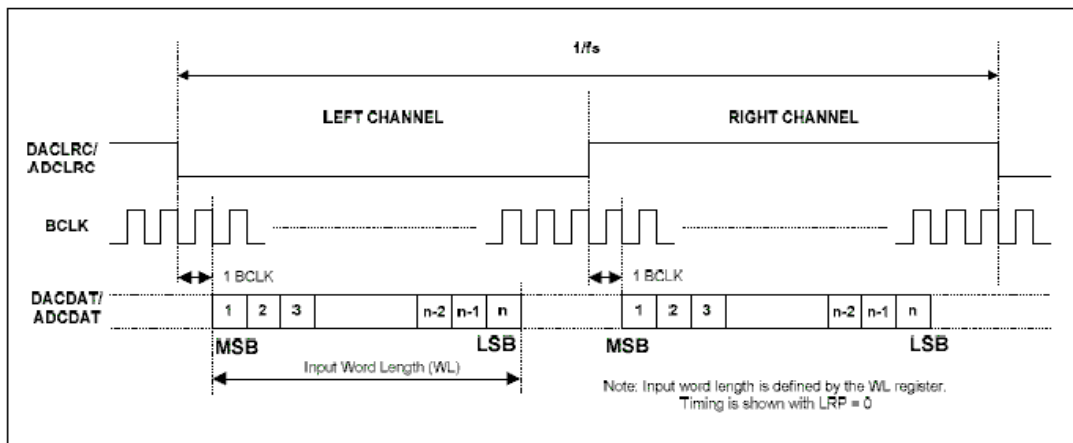 1/fs
LEFT CHANNEL
RIGHT CHANNEL
DACLRC/
ADCLRC
BCLK
1 BCLK
1 BCLK
DACDAT/
ADCDAT
1 2 3 n-2 n-1 n
1 2 3 n-2 n-1 n
MSB
LSB
MSB
LSB
Input Word Length (WL)
Note: Input word length is defined by the WL register.
Timing is shown with LRP = 0